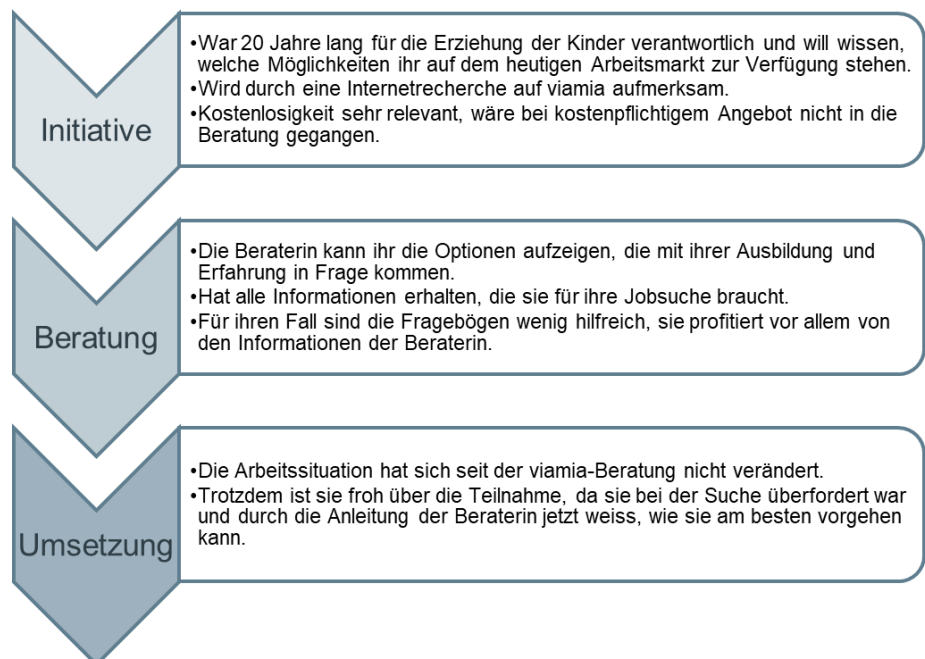 Initiative
•War 20 Jahre lang für die Erziehung der Kinder verantwortlich und will wissen,
welche Möglichkeiten ihr auf dem heutigen Arbeitsmarkt zur Verfügung stehen.
•Wird durch eine Internetrecherche auf viamia aufmerksam.
•Kostenlosigkeit sehr relevant, wäre bei kostenpflichtigem Angebot nicht in die
Beratung gegangen.
Beratung
•Die Beraterin kann ihr die Optionen aufzeigen, die mit ihrer Ausbildung und
Erfahrung in Frage kommen.
•Hat alle Informationen erhalten, die sie für ihre Jobsuche braucht.
•Für ihren Fall sind die Fragebögen wenig hilfreich, sie profitiert vor allem von
den Informationen der Beraterin.
Umsetzung
•Die Arbeitssituation hat sich seit der viamia-Beratung nicht verändert.
•Trotzdem ist sie froh über die Teilnahme, da sie bei der Suche überfordert war
und durch die Anleitung der Beraterin jetzt weiss, wie sie am besten vorgehen
kann.